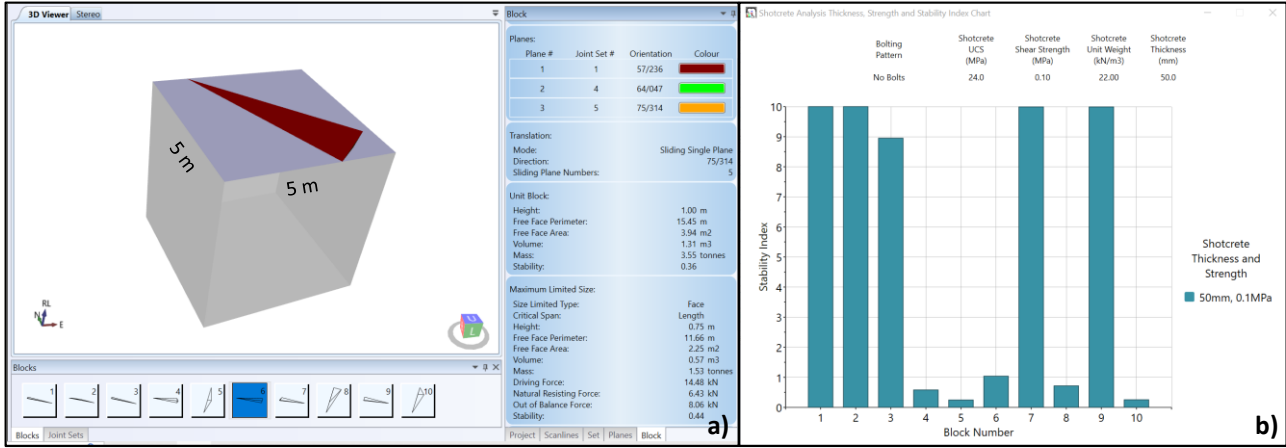 3D Viewer Stereo
5 m
5 m
RL
N
E
Blocks
1 2 3 4 5 6 7 8 9 10
Blocks Joint Sets
Block
Planes:
Plane # Joint Set # Orientation Colour
1 1 57/236
2 4 64/047
3 5 75/314
Translation:
Mode: Sliding Single Plane
Direction: 75/314
Sliding Plane Numbers: 5
Unit Block:
Height: 1.00 m
Free Face Perimeter: 15.45 m
Free Face Area: 3.94 m2
Volume: 1.31 m3
Mass: 3.55 tonnes
Stability: 0.36
Maximum Limited Size:
Size Limited Type: Face
Critical Span: Length
Height: 0.75 m
Free Face Perimeter: 11.66 m
Free Face Area: 2.25 m2
Volume: 0.57 m3
Mass: 1.53 tonnes
Driving Force: 14.48 kN
Natural Resisting Force: 6.43 kN
Out of Balance Force: 8.06 kN
Stability: 0.44
Project Scanlines Set Planes Block
a)
Shotcrete Analysis Thickness, Strength and Stability Index Chart
Bolting Pattern Shotcrete UCS (MPa) Shotcrete Shear Strength (MPa) Shotcrete Unit Weight (kN/m3) Shotcrete Thickness (mm)
No Bolts 24.0 0.10 22.00 50.0
Stability Index
10
9
8
7
6
5
4
3
2
1
0
1 2 3 4 5 6 7 8 9 10
Block Number
Shotcrete
Thickness and
Strength
50mm, 0.1MPa
b)